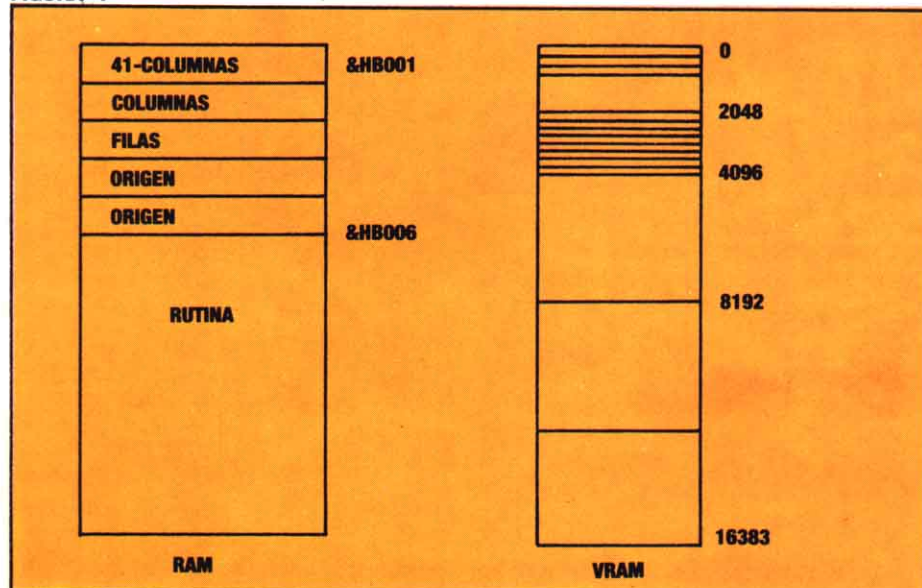 41-COLUMNAS
&HB001
COLUMNAS
FILAS
ORIGEN
ORIGEN
&HB006
RUTINA
RAM
0
2048
4096
8192
16383
VRAM